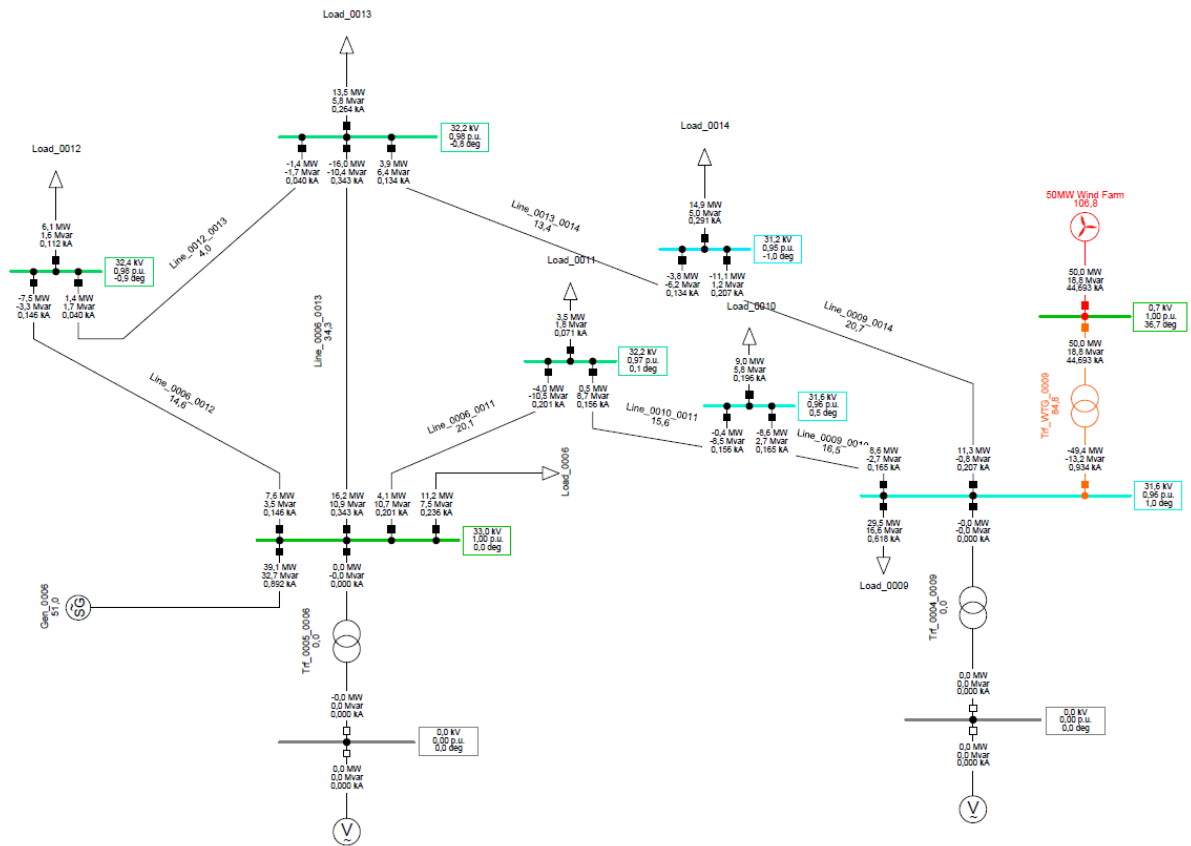 Load_0013
13,5 MW
5,8 Mvar
0,264 kA
32,2 kV
0,98 p.u.
-0,8 deg
-1,4 MW
-1,7 Mvar
0,040 kA
-16,0 MW
-10,4 Mvar
0,343 kA
3,9 MW
6,4 Mvar
0,134 kA
Load_0012
6,1 MW
1,6 Mvar
0,112 kA
32,4 kV
0,98 p.u.
-0,9 deg
-7,5 MW
-3,3 Mvar
0,146 kA
1,4 MW
1,7 Mvar
0,040 kA
Line_0012_0013
4,0
Line_0006_0013
34,3
Line_0013_0014
13,4
Load_0014
14,9 MW
5,0 Mvar
0,291 kA
31,2 kV
0,95 p.u.
-1,0 deg
-3,8 MW
-6,2 Mvar
0,134 kA
-11,1 MW
1,2 Mvar
0,207 kA
Line_0009_0014
20,7
50MW Wind Farm
106,8
50,0 MW
18,8 Mvar
44,693 kA
0,7 kV
1,00 p.u.
36,7 deg
50,0 MW
18,8 Mvar
44,693 kA
Trf_WTG_0009
84,8
-49,4 MW
-13,2 Mvar
0,934 kA
Load_0011
3,5 MW
1,8 Mvar
0,071 kA
32,2 kV
0,97 p.u.
0,1 deg
-4,0 MW
-10,5 Mvar
0,201 kA
0,5 MW
8,7 Mvar
0,156 kA
Line_0010_0011
15,6
Load_0010
9,0 MW
5,8 Mvar
0,196 kA
31,6 kV
0,96 p.u.
0,5 deg
-0,4 MW
-8,5 Mvar
0,156 kA
-8,6 MW
2,7 Mvar
0,165 kA
16,5
Line_0006_0012
14,6
Line_0006_0011
20,1
Load_0006
7,6 MW
3,5 Mvar
0,146 kA
16,2 MW
10,9 Mvar
0,343 kA
4,1 MW
10,7 Mvar
0,201 kA
11,2 MW
7,5 Mvar
0,236 kA
33,0 kV
1,00 p.u.
0,0 deg
39,1 MW
32,7 Mvar
0,892 kA
0,0 MW
-0,0 Mvar
0,000 kA
Gen_0006
51,0
SG
~
Trf_0005_0006
0,0
-0,0 MW
0,0 Mvar
0,000 kA
0,0 kV
0,00 p.u.
0,0 deg
0,0 MW
0,0 Mvar
0,000 kA
V
~
8,6 MW
-2,7 Mvar
0,165 kA
11,3 MW
-0,8 Mvar
0,207 kA
31,6 kV
0,96 p.u.
1,0 deg
29,5 MW
16,6 Mvar
0,618 kA
Load_0009
-0,0 MW
-0,0 Mvar
0,000 kA
Trf_0004_0009
0,0
0,0 MW
0,0 Mvar
0,000 kA
0,0 kV
0,00 p.u.
0,0 deg
0,0 MW
0,0 Mvar
0,000 kA
V
~